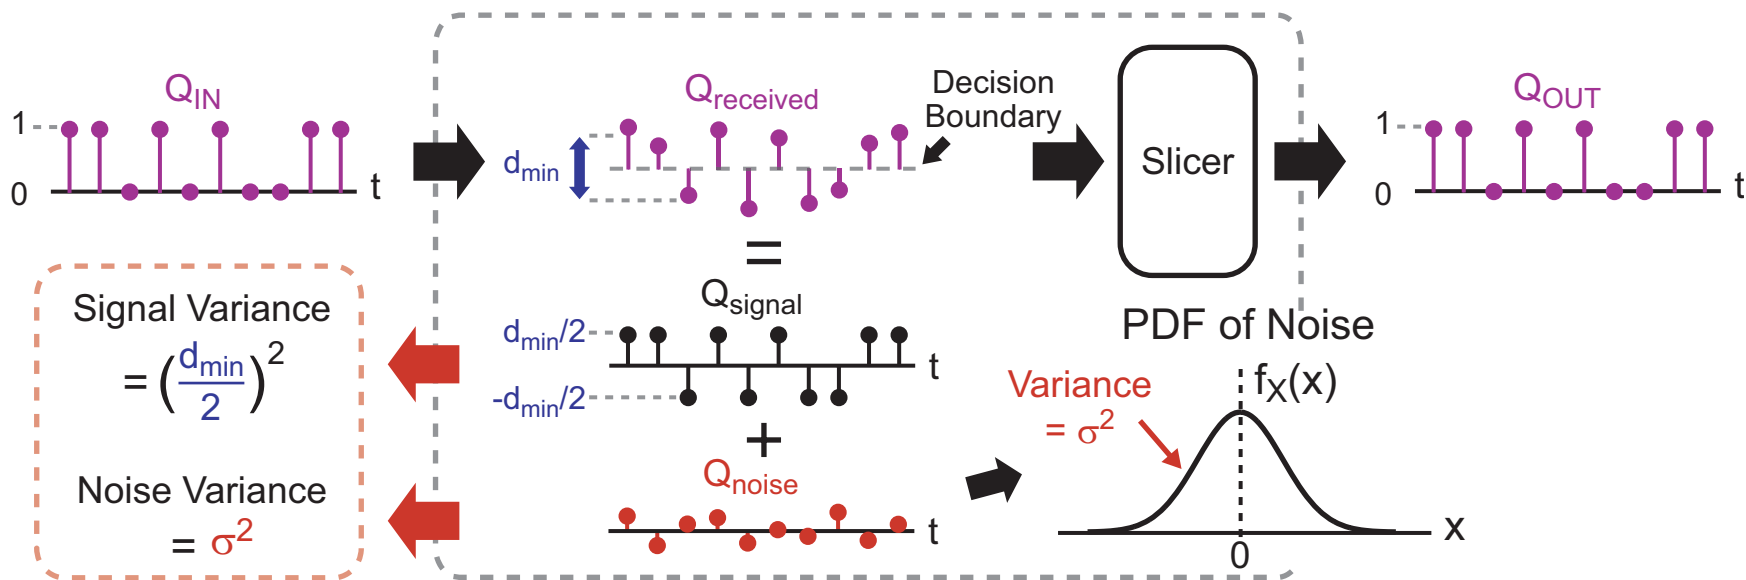 Q_IN
1
0
t
Q_received
d_min
Decision
Boundary
Slicer
Q_OUT
1
0
t
=
Q_signal
d_min/2
-d_min/2
t
+
Q_noise
t
Signal Variance
= (d_min/2)^2
Noise Variance
= σ^2
PDF of Noise
Variance
= σ^2
f_X(x)
0
x